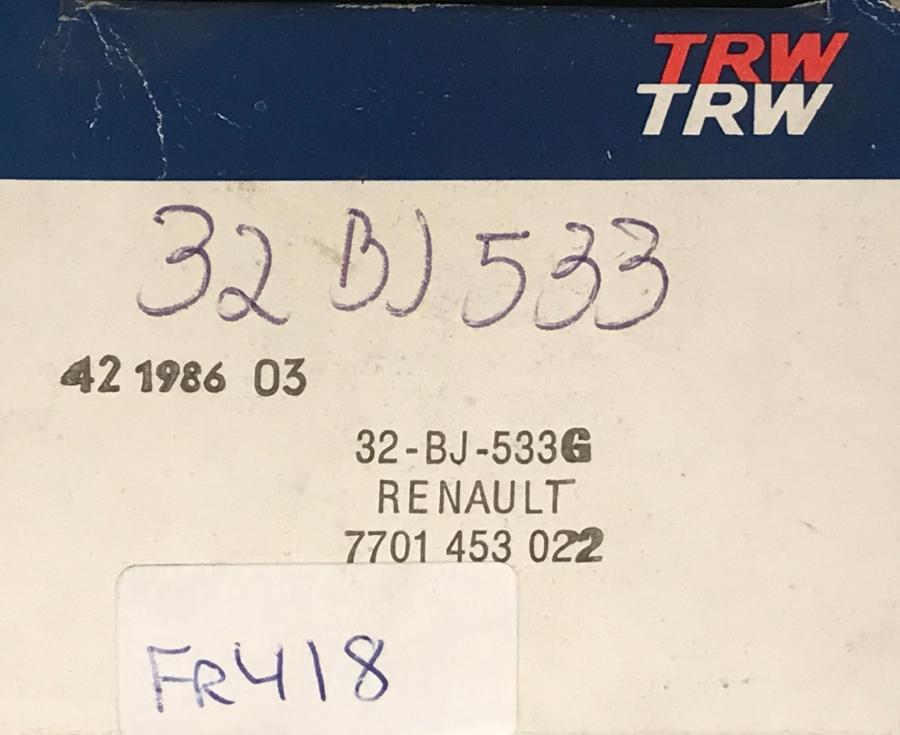 TRW
TRW
32 BJ 533
42 1986 03
32-BJ-533G
RENAULT
7701 453 022
FR418